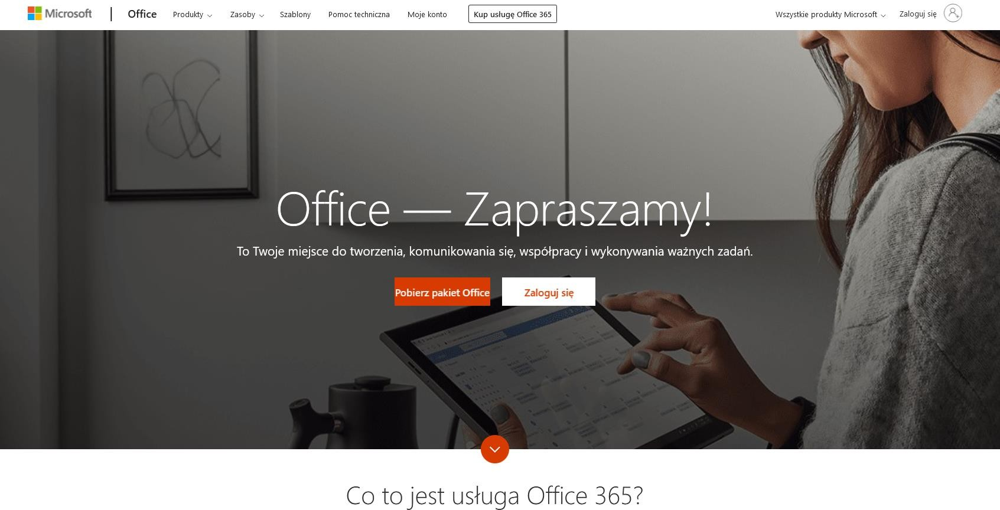 Microsoft
Office
Produkty
Zasoby
Szablony
Pomoc techniczna
Moje konto
Kup usługę Office 365
Wszystkie produkty Microsoft
Zaloguj się
Office — Zapraszamy!
To Twoje miejsce do tworzenia, komunikowania się, współpracy i wykonywania ważnych zadań.
Pobierz pakiet Office
Zaloguj się
Co to jest usługa Office 365?